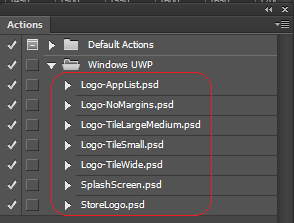 Actions
Default Actions
Windows UWP
Logo-AppList.psd
Logo-NoMargins.psd
Logo-TileLargeMedium.psd
Logo-TileSmall.psd
Logo-TileWide.psd
SplashScreen.psd
StoreLogo.psd